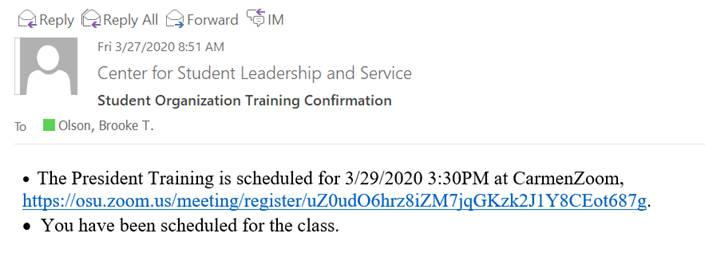 Reply Reply All Forward IM
Fri 3/27/2020 8:51 AM
Center for Student Leadership and Service
Student Organization Training Confirmation
To Olson, Brooke T.
• The President Training is scheduled for 3/29/2020 3:30PM at CarmenZoom,
https://osu.zoom.us/meeting/register/uZ0udO6hrz8iZM7jqGKzk2J1Y8CEot687g.
• You have been scheduled for the class.